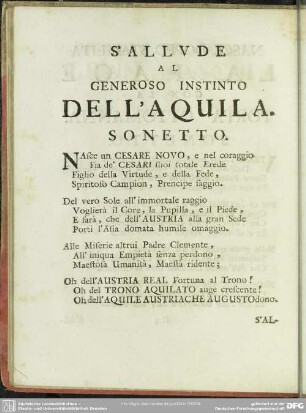 S'ALLVDE
AL
GENEROSO INSTINTO
DELL'AQUILA.
SONETTO.
NAsce un CESARE NOVO, e nel coraggio
Fia de' CESARI suoi totale Erede
Figlio della Virtude, e della Fede,
Spiritoso Campion, Prencipe saggio.
Del vero Sole all'immortale raggio
Voglierà il Core, la Pupilla, e il Piede,
E farà, che dell'AUSTRIA alla gran Sede
Porti l'Asia domata humile omaggio.
Alle Miserie altrui Padre Clemente,
All'iniqua Empietà senza perdono,
Maestosa Umanità, Maestà ridente;
Oh dell'AUSTRIA REAL Fortuna al Trono!
Oh del TRONO AQUILATO auge crescente!
Oh dell'AQUILE AUSTRIACHE AUGUSTO dono.
S'AL-